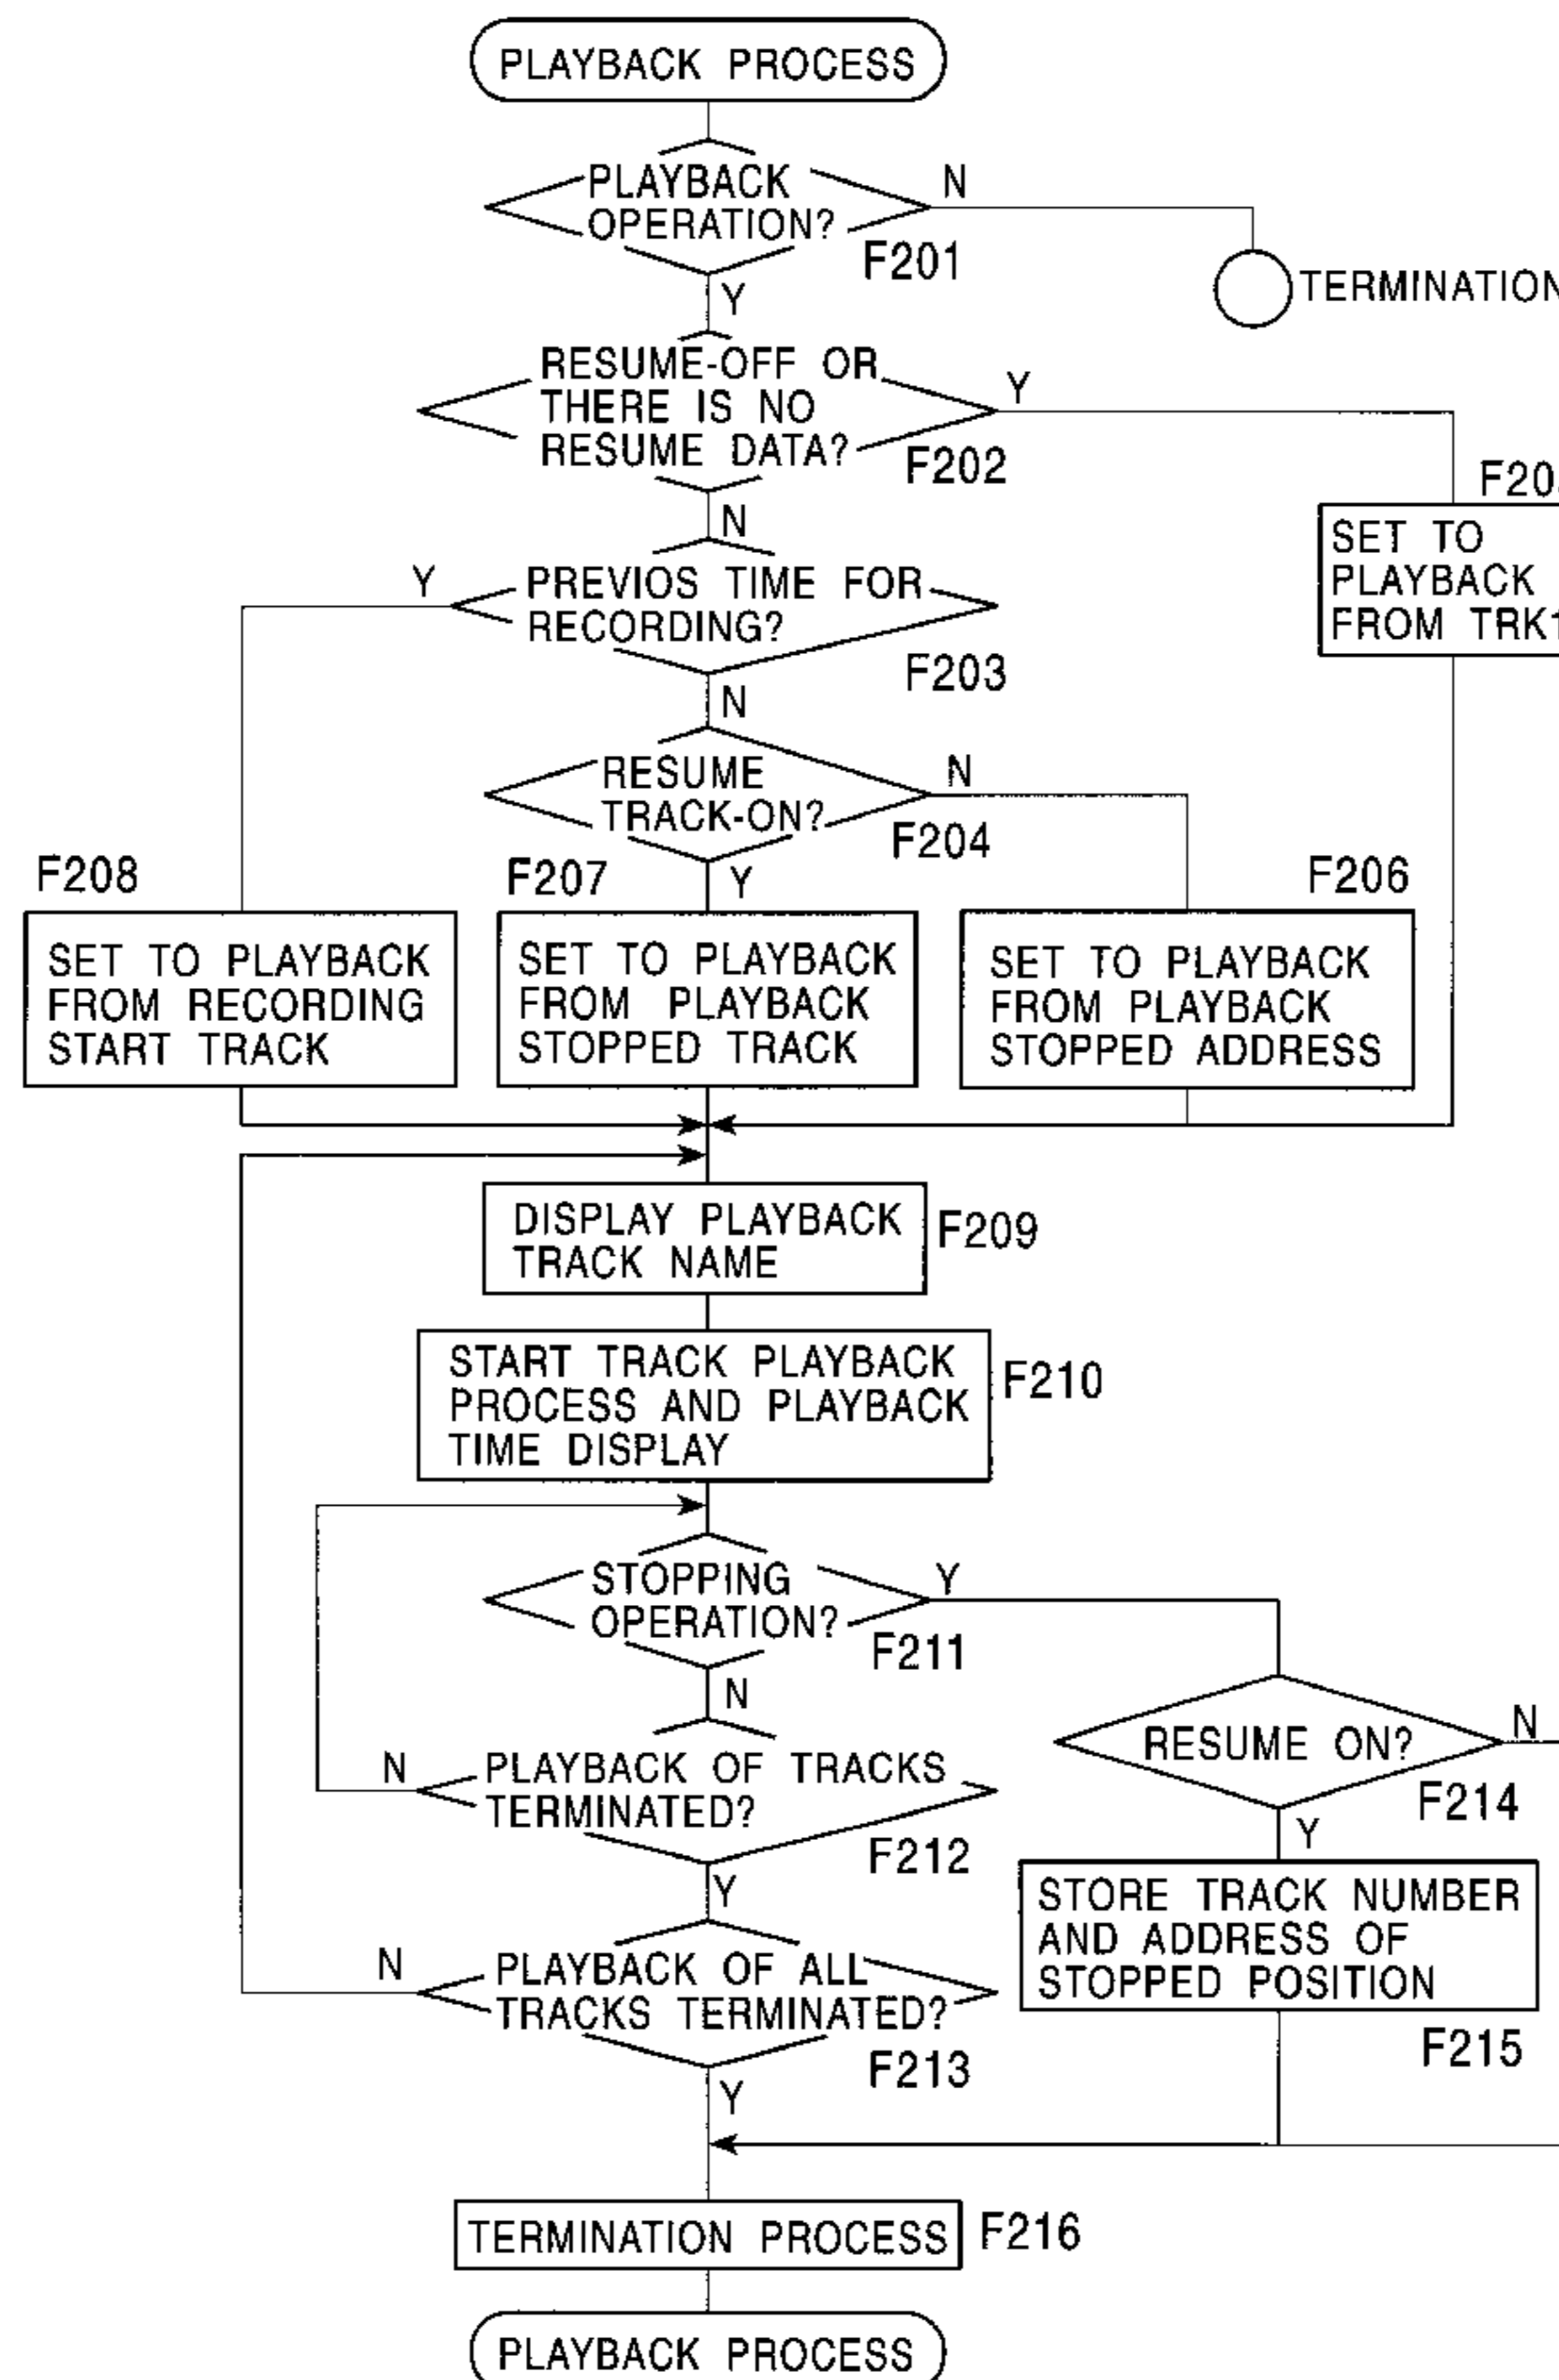 PLAYBACK PROCESS
PLAYBACK
OPERATION?
N
F201
TERMINATION
Y
RESUME-OFF OR
THERE IS NO
RESUME DATA?
Y
F202
N
SET TO
PLAYBACK
FROM TRK1
PREVIOS TIME FOR
RECORDING?
Y
F203
N
RESUME
TRACK-ON?
N
F204
Y
F208
SET TO PLAYBACK
FROM RECORDING
START TRACK
F207
SET TO PLAYBACK
FROM PLAYBACK
STOPPED TRACK
F206
SET TO PLAYBACK
FROM PLAYBACK
STOPPED ADDRESS
DISPLAY PLAYBACK
TRACK NAME
F209
START TRACK PLAYBACK
PROCESS AND PLAYBACK
TIME DISPLAY
F210
STOPPING
OPERATION?
Y
F211
N
RESUME ON?
N
F214
Y
N
PLAYBACK OF TRACKS
TERMINATED?
F212
Y
STORE TRACK NUMBER
AND ADDRESS OF
STOPPED POSITION
F215
N
PLAYBACK OF ALL
TRACKS TERMINATED?
F213
Y
TERMINATION PROCESS
F216
PLAYBACK PROCESS